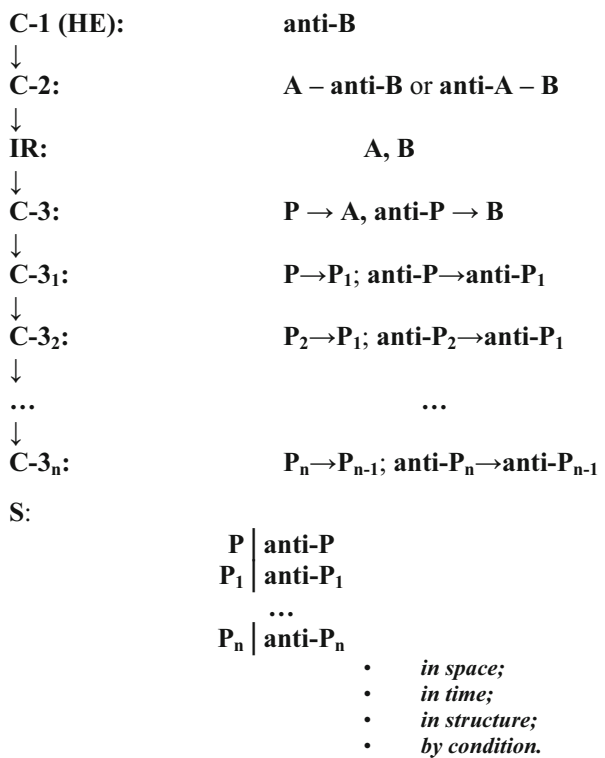 C-1 (HE): anti-B
↓
C-2: A – anti-B or anti-A – B
↓
IR: A, B
↓
C-3: P → A, anti-P → B
↓
C-3₁: P→P₁; anti-P→anti-P₁
↓
C-3₂: P₂→P₁; anti-P₂→anti-P₁
↓
... ...
↓
C-3ₙ: Pₙ→Pₙ₋₁; anti-Pₙ→anti-Pₙ₋₁
S:
P | anti-P
P₁ | anti-P₁
...
Pₙ | anti-Pₙ
• in space;
• in time;
• in structure;
• by condition.